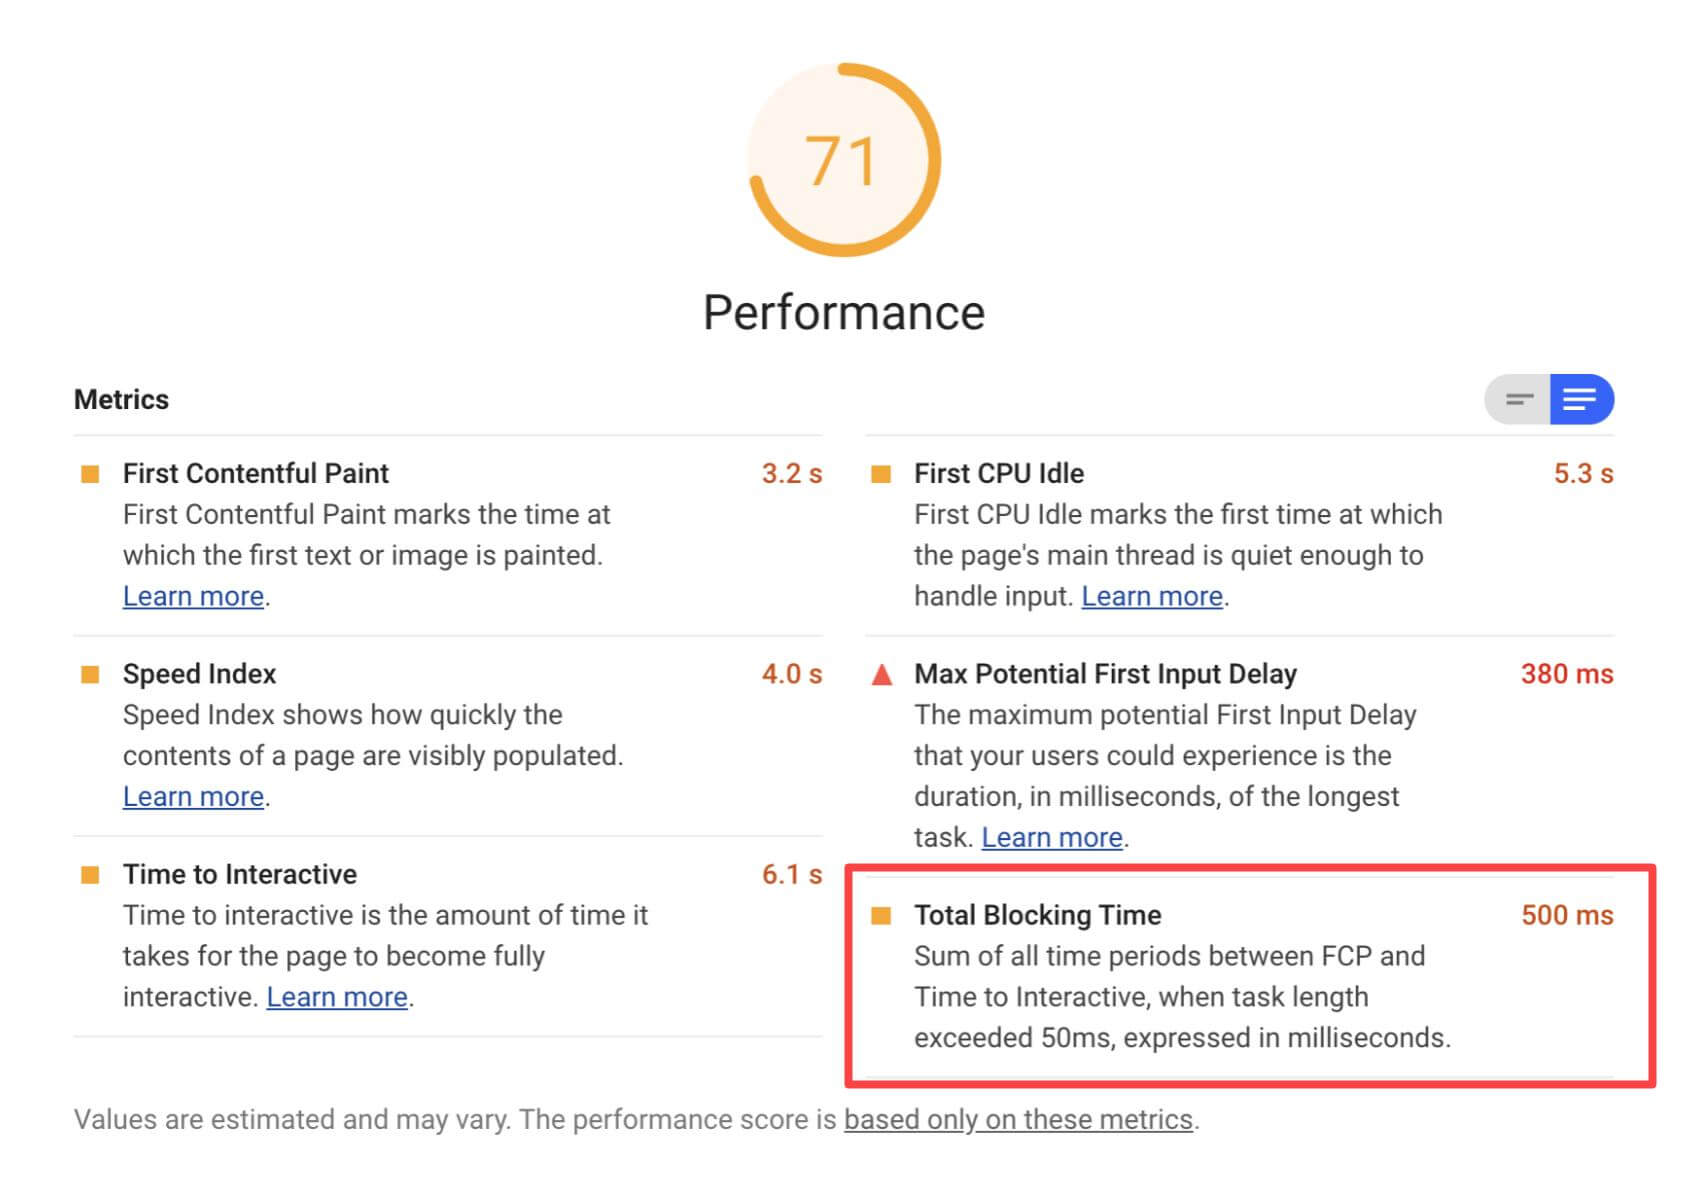 71
Performance
Metrics
First Contentful Paint 3.2 s
First Contentful Paint marks the time at
which the first text or image is painted.
Learn more.
Speed Index 4.0 s
Speed Index shows how quickly the
contents of a page are visibly populated.
Learn more.
Time to Interactive 6.1 s
Time to interactive is the amount of time it
takes for the page to become fully
interactive. Learn more.
First CPU Idle 5.3 s
First CPU Idle marks the first time at which
the page's main thread is quiet enough to
handle input. Learn more.
Max Potential First Input Delay 380 ms
The maximum potential First Input Delay
that your users could experience is the
duration, in milliseconds, of the longest
task. Learn more.
Total Blocking Time 500 ms
Sum of all time periods between FCP and
Time to Interactive, when task length
exceeded 50ms, expressed in milliseconds.
Values are estimated and may vary. The performance score is based only on these metrics.